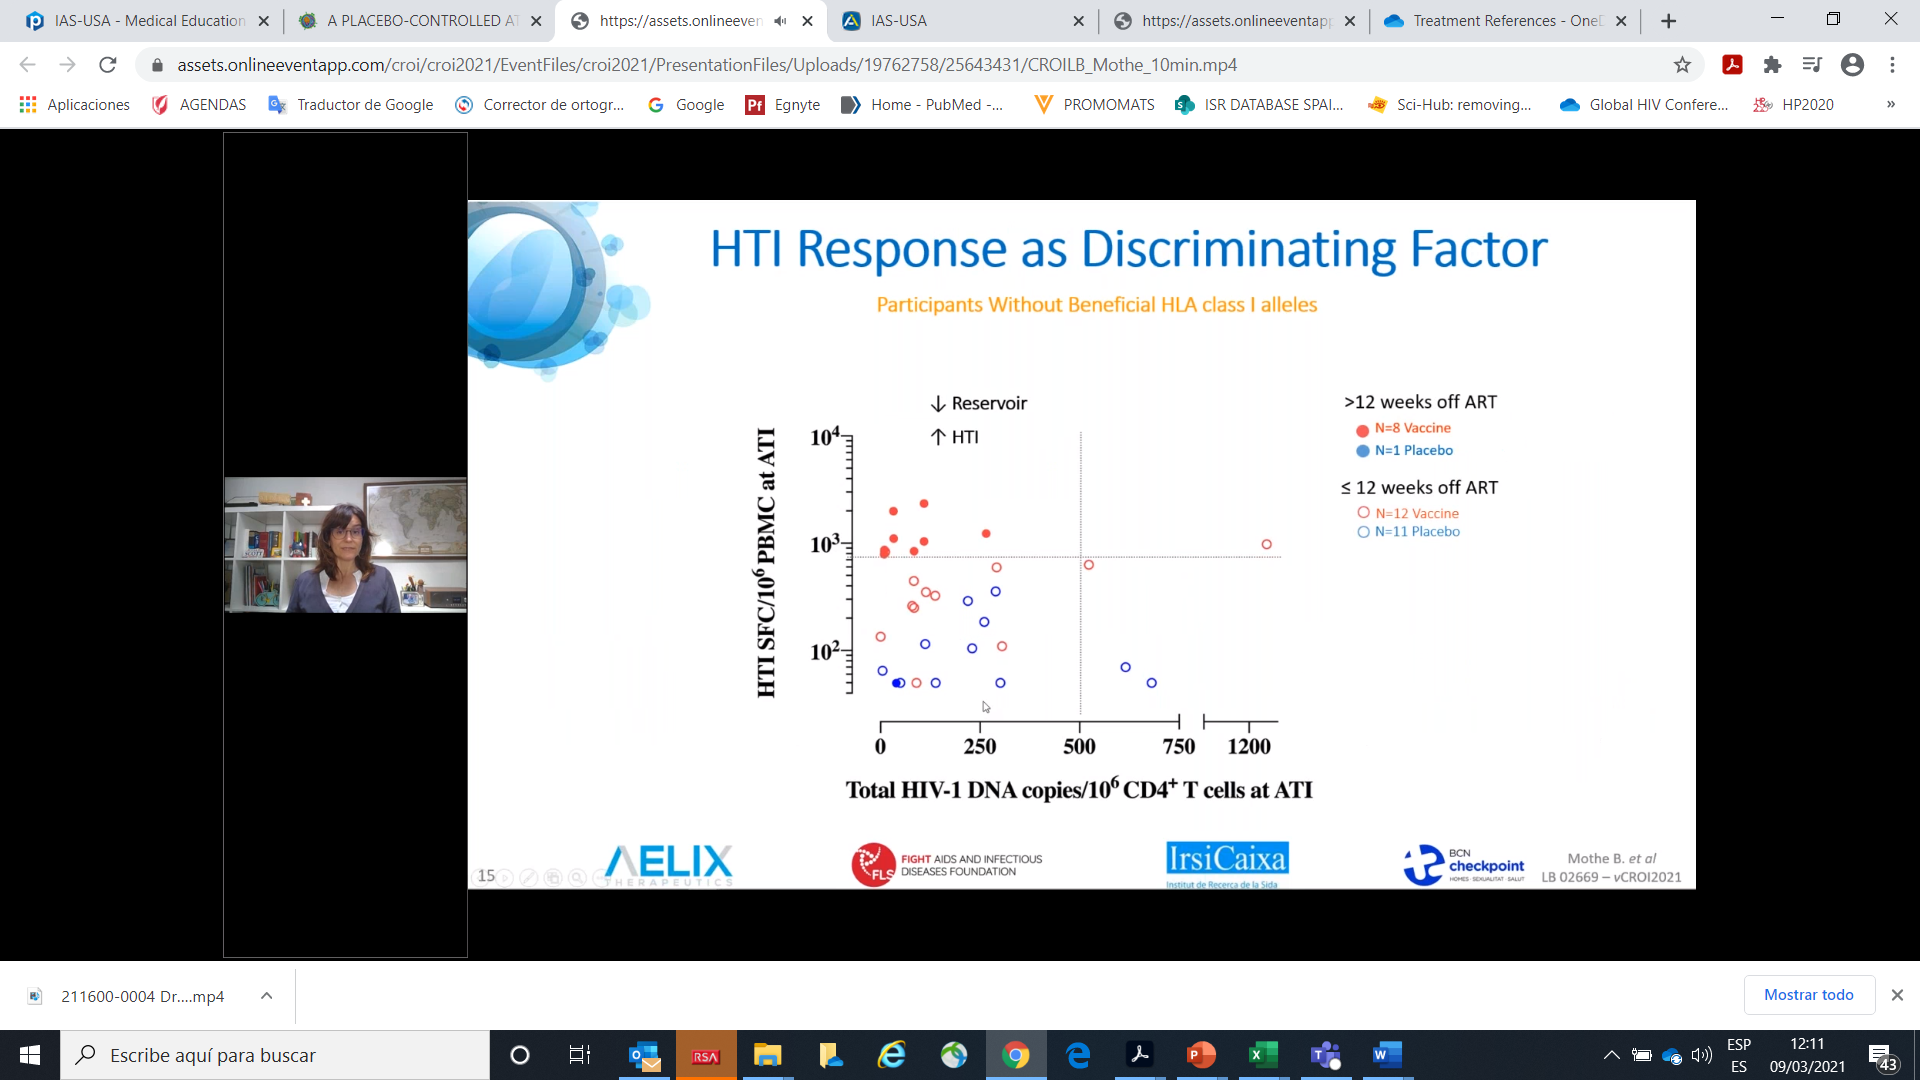 IAS-USA - Medical Education
A PLACEBO-CONTROLLED AT
https://assets.onlineeven
IAS-USA
https://assets.onlineeventapp
Treatment References - OneD
assets.onlineeventapp.com/croi/croi2021/EventFiles/croi2021/PresentationFiles/Uploads/19762758/25643431/CROILB_Mothe_10min.mp4
Aplicaciones
AGENDAS
Traductor de Google
Corrector de ortogr...
Google
Egnyte
Home - PubMed -...
PROMOMATS
ISR DATABASE SPAI...
Sci-Hub: removing...
Global HIV Confere...
HP2020
»
HTI Response as Discriminating Factor
Participants Without Beneficial HLA class I alleles
↓ Reservoir
↑ HTI
>12 weeks off ART
N=8 Vaccine
N=1 Placebo
≤ 12 weeks off ART
N=12 Vaccine
N=11 Placebo
HTI SFC/10⁶ PBMC at ATI
10⁴
10³
10²
0 250 500 750 1200
Total HIV-1 DNA copies/10⁶ CD4⁺ T cells at ATI
15
AELIX
THERAPEUTICS
FLS
FIGHT AIDS AND INFECTIOUS
DISEASES FOUNDATION
IrsiCaixa
Institut de Recerca de la Sida
BCN
checkpoint
HOMES · SEXUALITAT · SALUT
Mothe B. et al
LB 02669 – vCROI2021
211600-0004 Dr....mp4
Mostrar todo
Escribe aquí para buscar
RSA
ESP
ES
12:11
09/03/2021
43